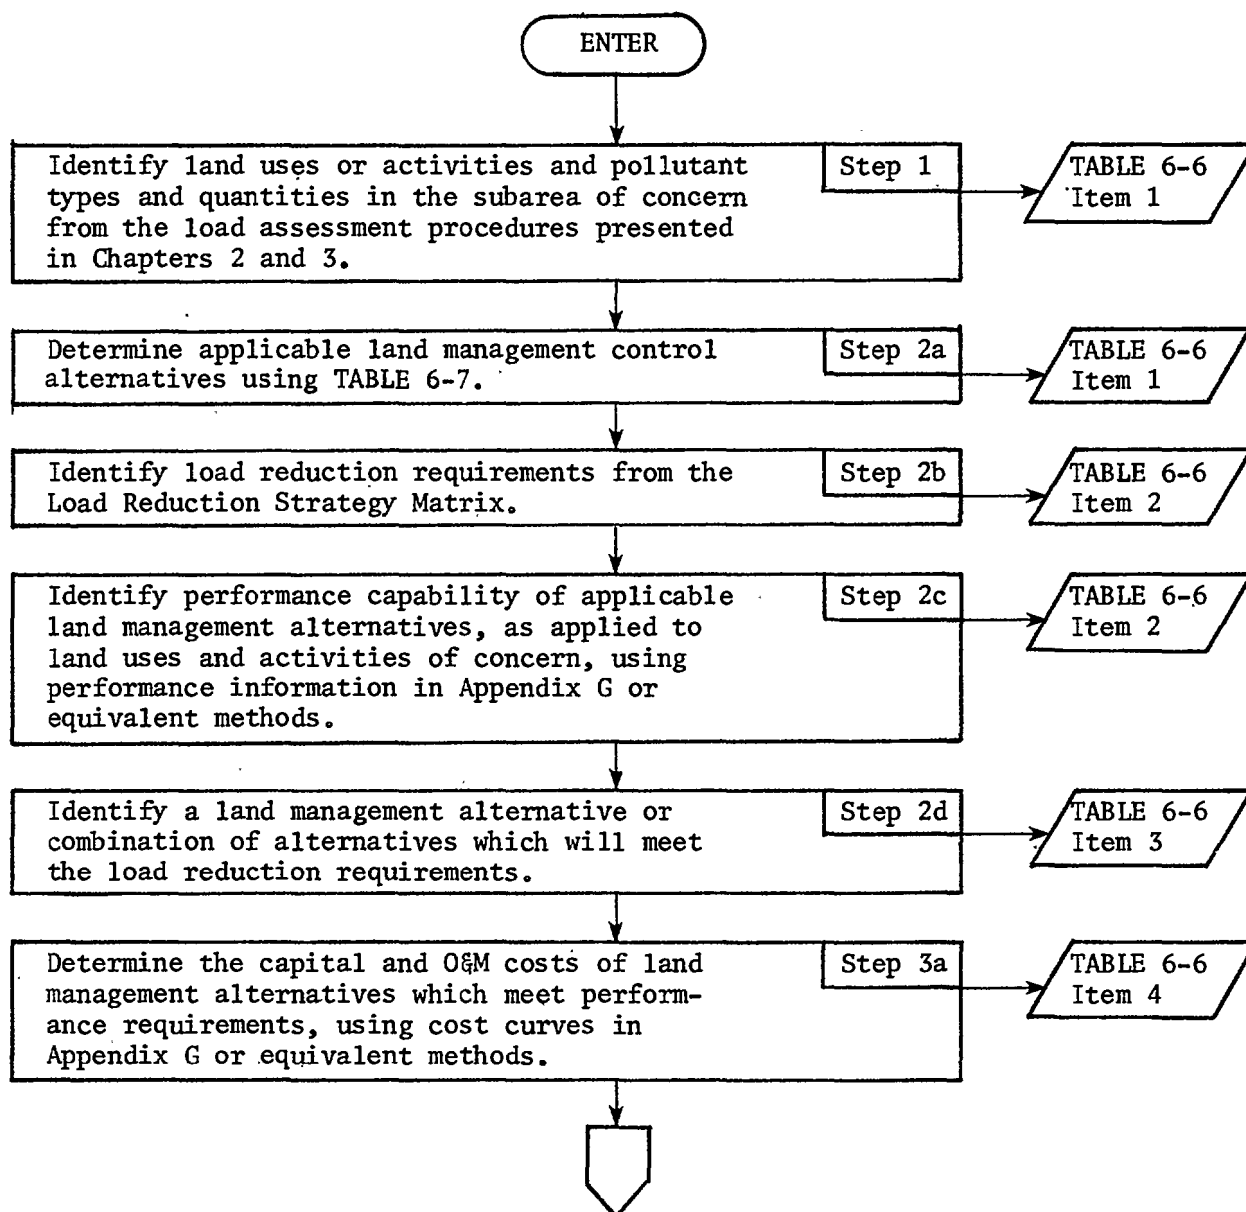 ENTER
Identify land uses or activities and pollutant
types and quantities in the subarea of concern
from the load assessment procedures presented
in Chapters 2 and 3.
Step 1
TABLE 6-6
Item 1
Determine applicable land management control
alternatives using TABLE 6-7.
Step 2a
TABLE 6-6
Item 1
Identify load reduction requirements from the
Load Reduction Strategy Matrix.
Step 2b
TABLE 6-6
Item 2
Identify performance capability of applicable
land management alternatives, as applied to
land uses and activities of concern, using
performance information in Appendix G or
equivalent methods.
Step 2c
TABLE 6-6
Item 2
Identify a land management alternative or
combination of alternatives which will meet
the load reduction requirements.
Step 2d
TABLE 6-6
Item 3
Determine the capital and O&M costs of land
management alternatives which meet perform-
ance requirements, using cost curves in
Appendix G or equivalent methods.
Step 3a
TABLE 6-6
Item 4